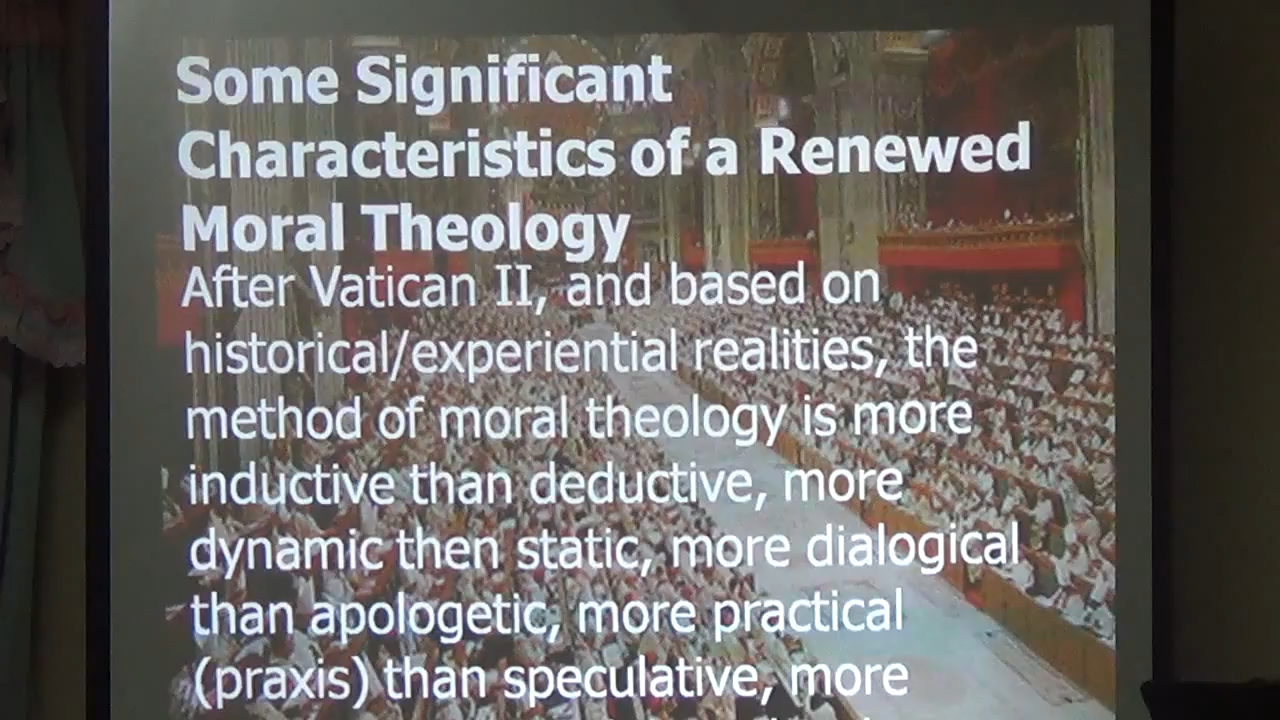 Some Significant
Characteristics of a Renewed
Moral Theology
After Vatican II, and based on
historical/experiential realities, the
method of moral theology is more
inductive than deductive, more
dynamic then static, more dialogical
than apologetic, more practical
(praxis) than speculative, more